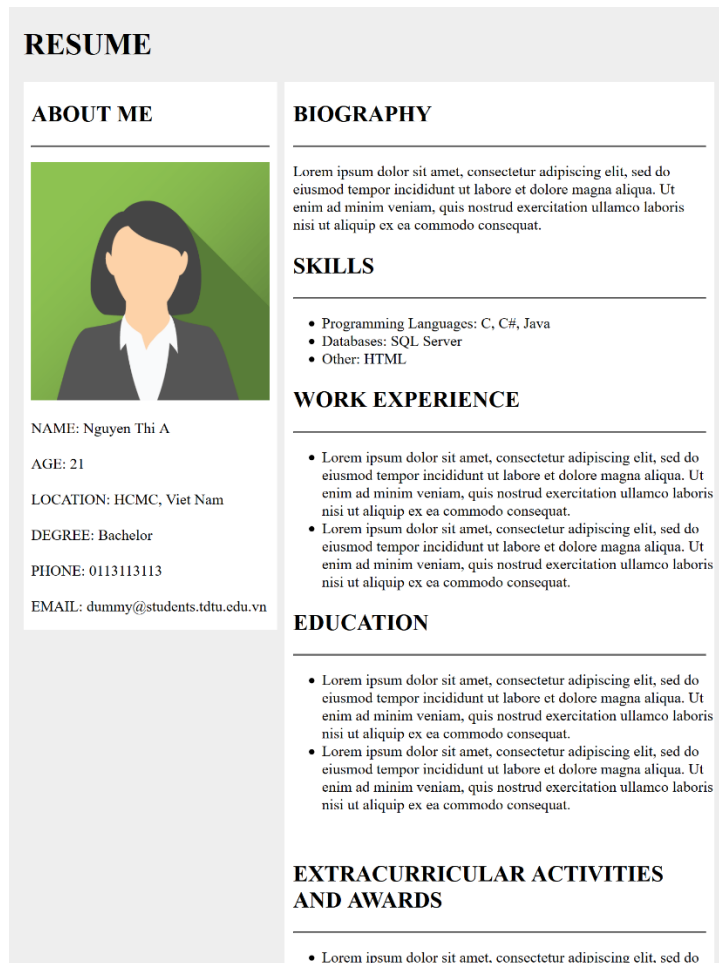 RESUME
ABOUT ME
NAME: Nguyen Thi A
AGE: 21
LOCATION: HCMC, Viet Nam
DEGREE: Bachelor
PHONE: 0113113113
EMAIL: dummy@students.tdtu.edu.vn
BIOGRAPHY
Lorem ipsum dolor sit amet, consectetur adipiscing elit, sed do
eiusmod tempor incididunt ut labore et dolore magna aliqua. Ut
enim ad minim veniam, quis nostrud exercitation ullamco laboris
nisi ut aliquip ex ea commodo consequat.
SKILLS
• Programming Languages: C, C#, Java
• Databases: SQL Server
• Other: HTML
WORK EXPERIENCE
• Lorem ipsum dolor sit amet, consectetur adipiscing elit, sed do
eiusmod tempor incididunt ut labore et dolore magna aliqua. Ut
enim ad minim veniam, quis nostrud exercitation ullamco laboris
nisi ut aliquip ex ea commodo consequat.
• Lorem ipsum dolor sit amet, consectetur adipiscing elit, sed do
eiusmod tempor incididunt ut labore et dolore magna aliqua. Ut
enim ad minim veniam, quis nostrud exercitation ullamco laboris
nisi ut aliquip ex ea commodo consequat.
EDUCATION
• Lorem ipsum dolor sit amet, consectetur adipiscing elit, sed do
eiusmod tempor incididunt ut labore et dolore magna aliqua. Ut
enim ad minim veniam, quis nostrud exercitation ullamco laboris
nisi ut aliquip ex ea commodo consequat.
• Lorem ipsum dolor sit amet, consectetur adipiscing elit, sed do
eiusmod tempor incididunt ut labore et dolore magna aliqua. Ut
enim ad minim veniam, quis nostrud exercitation ullamco laboris
nisi ut aliquip ex ea commodo consequat.
EXTRACURRICULAR ACTIVITIES
AND AWARDS
• Lorem ipsum dolor sit amet, consectetur adipiscing elit, sed do